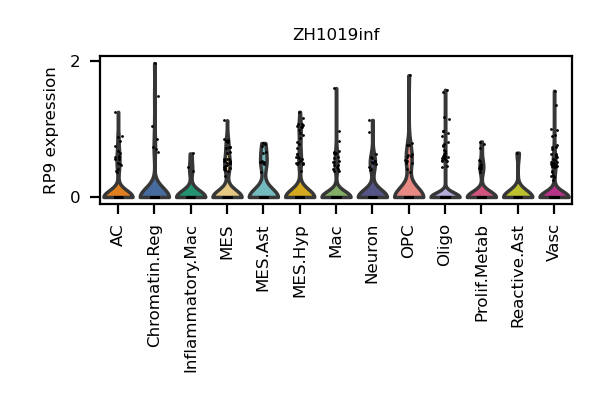 ZH1019inf
RP9 expression
2
0
AC
Chromatin.Reg
Inflammatory.Mac
MES
MES.Ast
MES.Hyp
Mac
Neuron
OPC
Oligo
Prolif.Metab
Reactive.Ast
Vasc